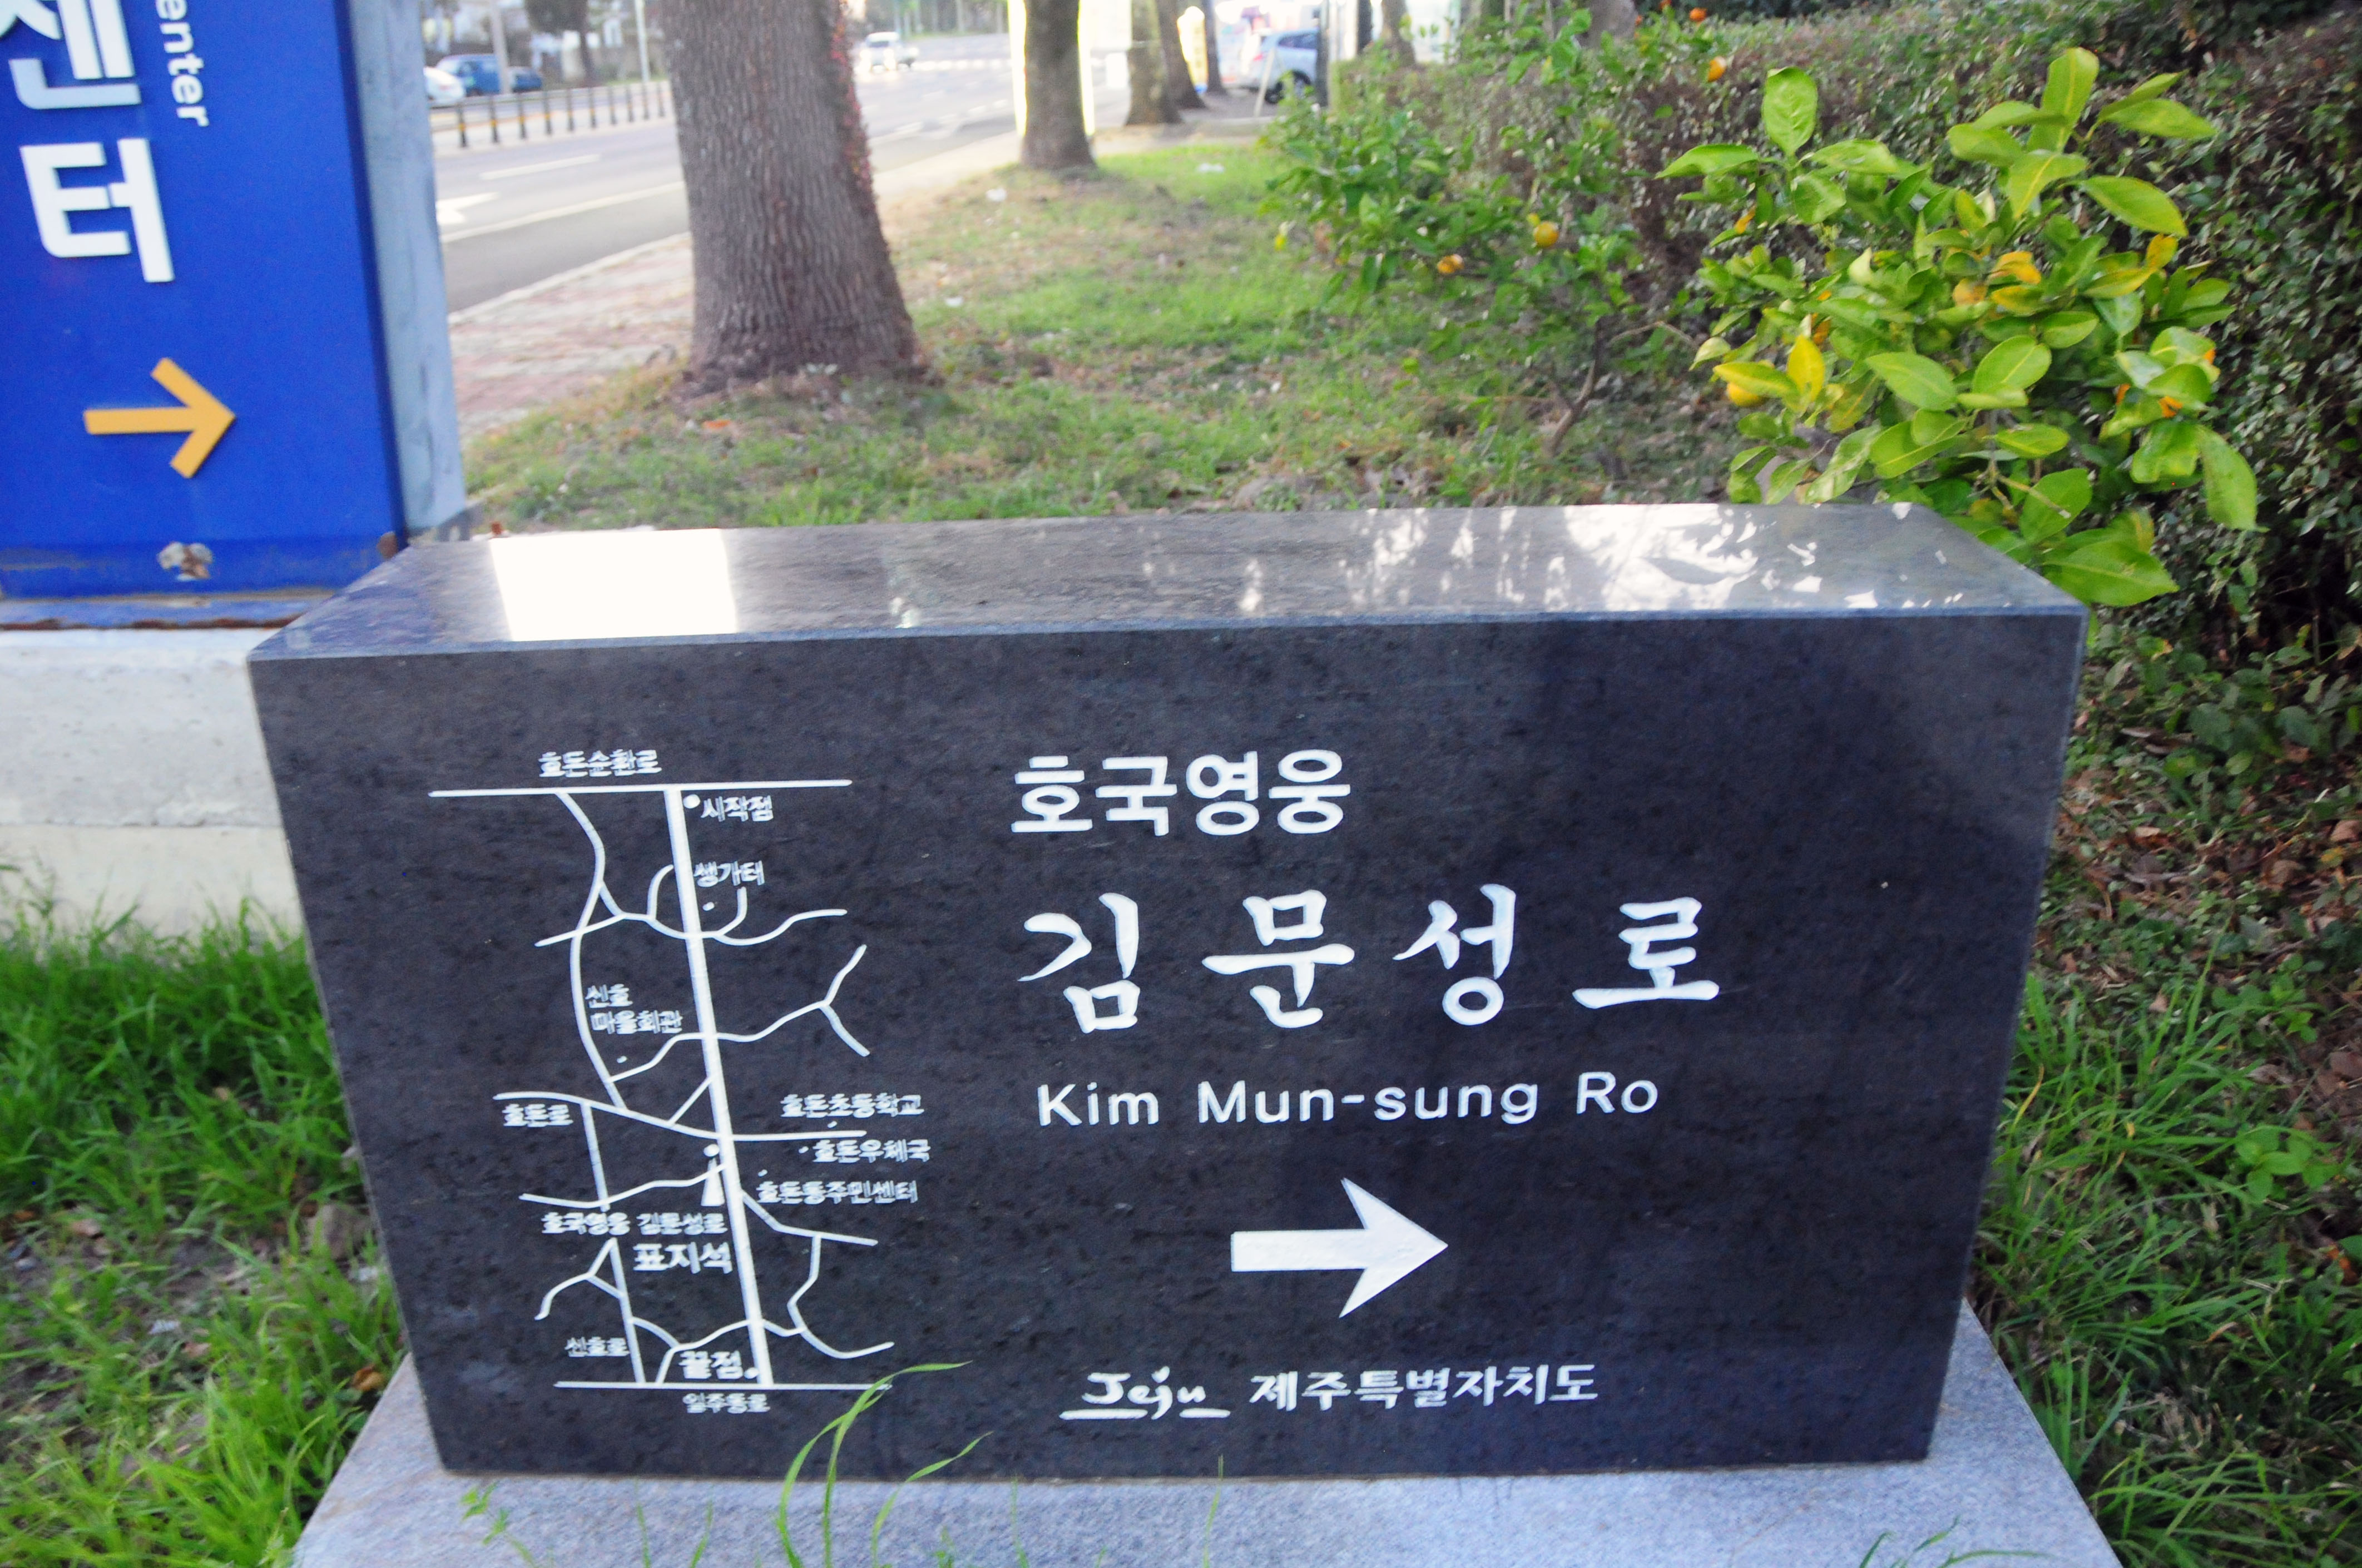 센터
enter
호국영웅
김문성로
Kim Mun-sung Ro
Jeju 제주특별자치도
효돈순환로
시작점
생가터
신효
마을회관
효돈로
효돈초등학교
효돈우체국
효돈동주민센터
호국영웅 김문성로
표지석
신효로
끝점
일주동로